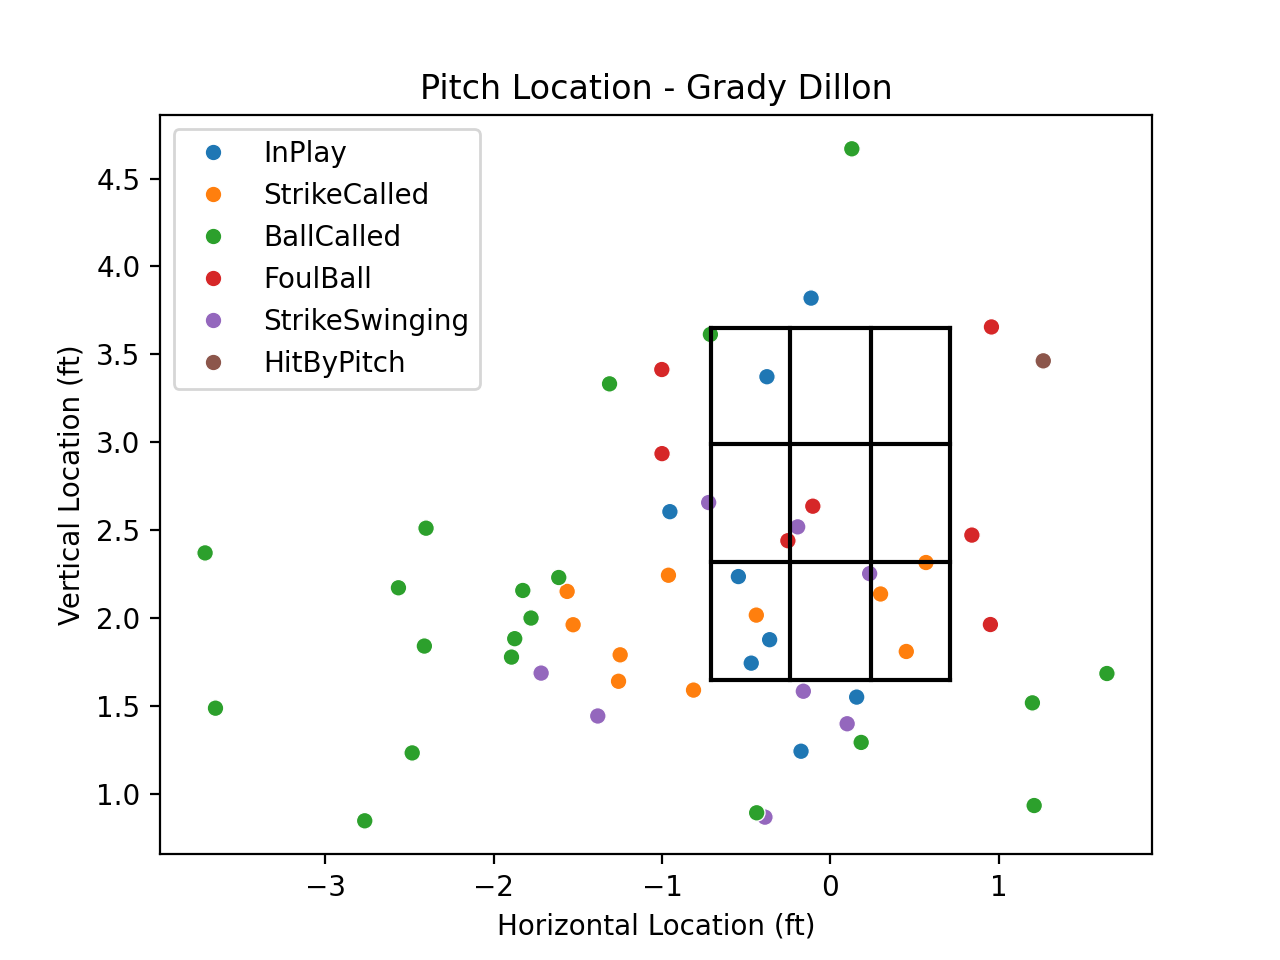 Pitch Location - Grady Dillon
InPlay
StrikeCalled
BallCalled
FoulBall
StrikeSwinging
HitByPitch
4.5
4.0
3.5
3.0
2.5
2.0
1.5
1.0
Vertical Location (ft)
−3
−2
−1
0
1
Horizontal Location (ft)